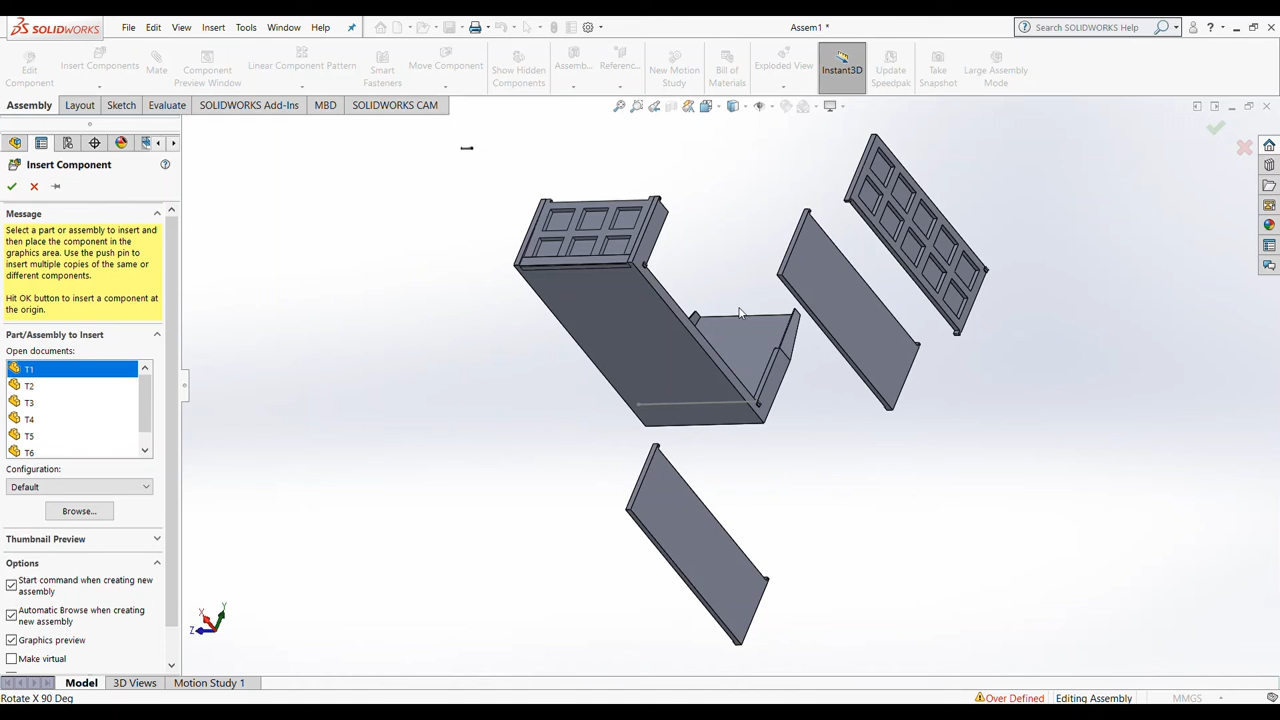 SOLIDWORKS
File Edit View Insert Tools Window Help
Assem1 *
Search SOLIDWORKS Help
Edit Component
Insert Components
Mate
Component Preview Window
Linear Component Pattern
Smart Fasteners
Move Component
Show Hidden Components
Assemb...
Referenc...
New Motion Study
Bill of Materials
Exploded View
Instant3D
Update Speedpak
Take Snapshot
Large Assembly Mode
Assembly Layout Sketch Evaluate SOLIDWORKS Add-Ins MBD SOLIDWORKS CAM
Insert Component
Message
Select a part or assembly to insert and
then place the component in the
graphics area. Use the push pin to
insert multiple copies of the same or
different components.
Hit OK button to insert a component at
the origin.
Part/Assembly to Insert
Open documents:
T1
T2
T3
T4
T5
T6
Configuration:
Default
Browse...
Thumbnail Preview
Options
Start command when creating new
assembly
Automatic Browse when creating
new assembly
Graphics preview
Make virtual
X Y Z
Model 3D Views Motion Study 1
Rotate X 90 Deg
Over Defined Editing Assembly MMGS